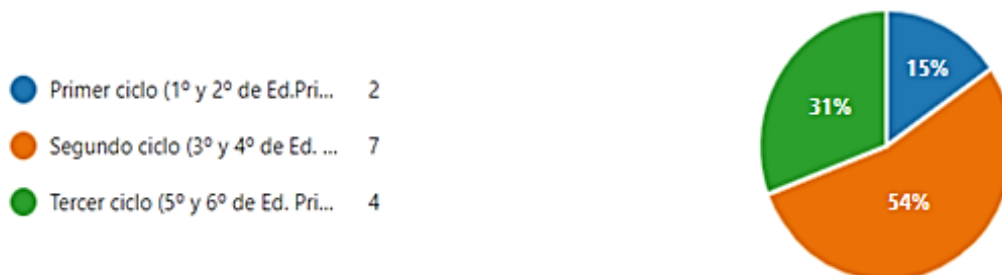 Primer ciclo (1º y 2º de Ed.Pri... 2
Segundo ciclo (3º y 4º de Ed. ... 7
Tercer ciclo (5º y 6º de Ed. Pri... 4
15%
31%
54%